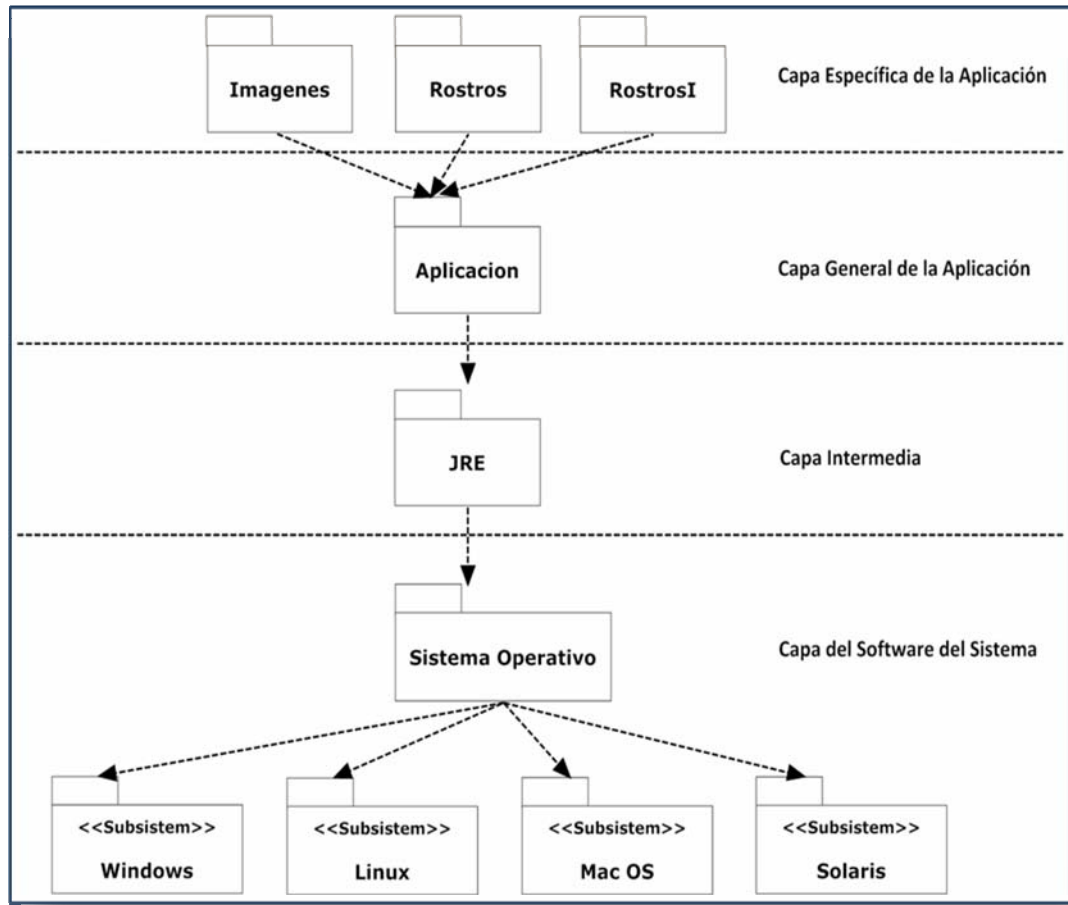 Imagenes
Rostros
RostrosI
Capa Específica de la Aplicación
Aplicacion
Capa General de la Aplicación
JRE
Capa Intermedia
Sistema Operativo
Capa del Software del Sistema
<<Subsistem>>
Windows
<<Subsistem>>
Linux
<<Subsistem>>
Mac OS
<<Subsistem>>
Solaris